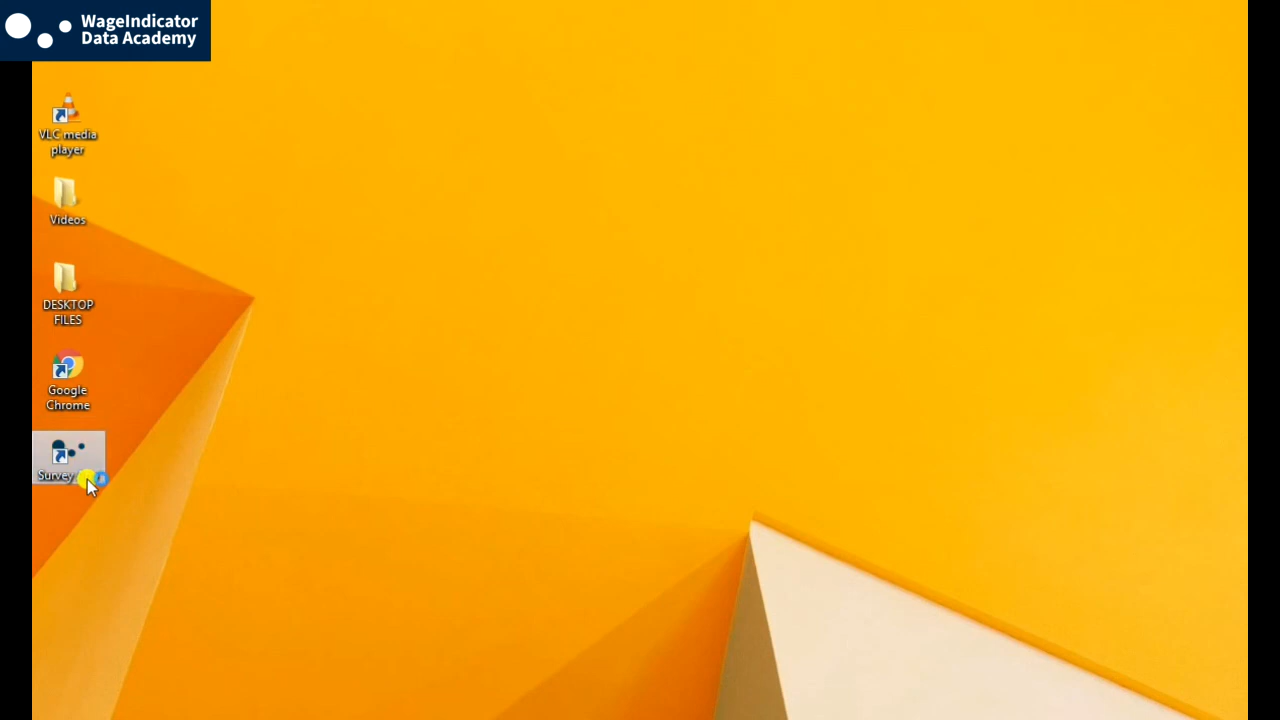 WageIndicator
Data Academy
VLC media
player
Videos
DESKTOP
FILES
Google
Chrome
Survey